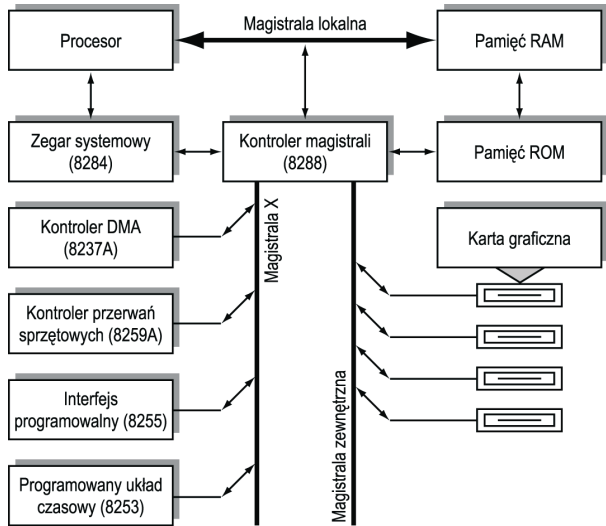 Procesor
Magistrala lokalna
Pamięć RAM
Zegar systemowy
(8284)
Kontroler magistrali
(8288)
Pamięć ROM
Kontroler DMA
(8237A)
Magistrala X
Karta graficzna
Kontroler przerwań
sprzętowych (8259A)
Interfejs
programowalny (8255)
Magistrala zewnętrzna
Programowany układ
czasowy (8253)